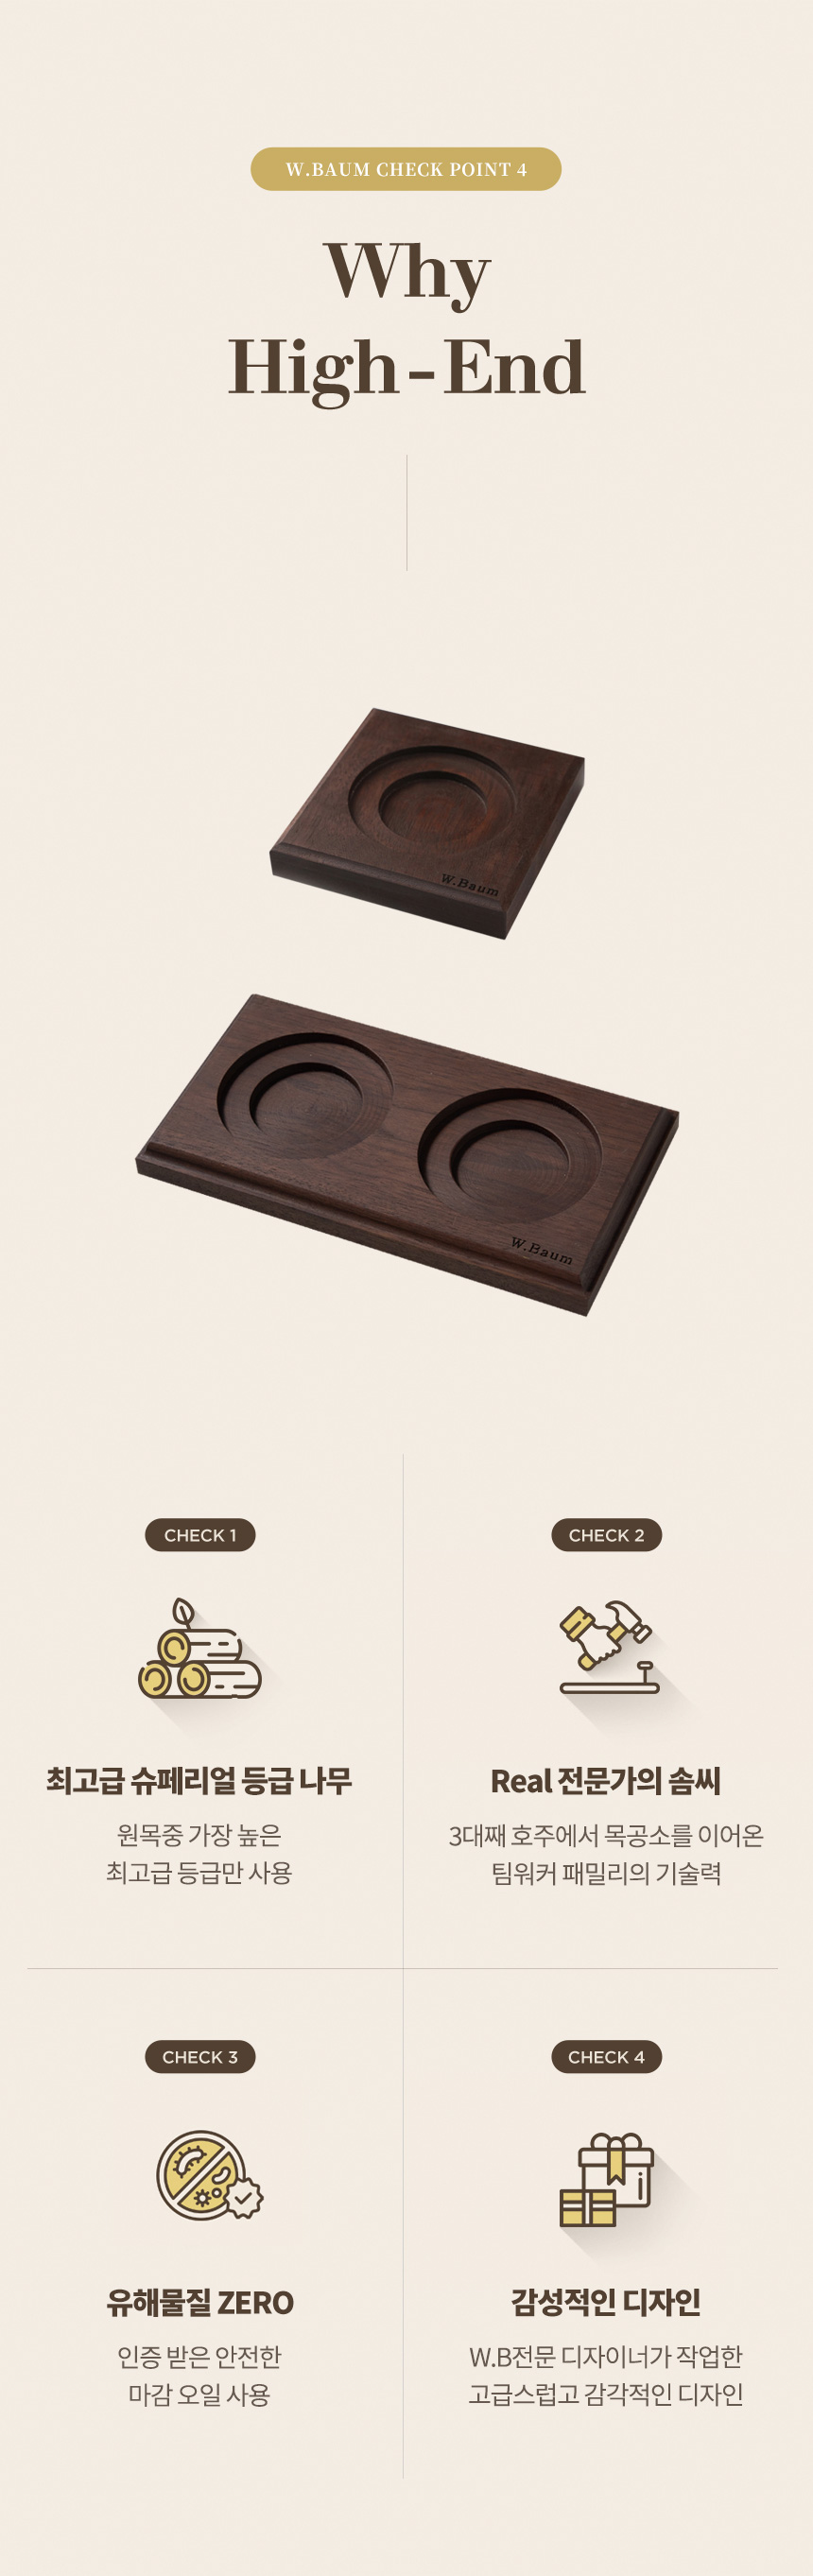 W.BAUM CHECK POINT 4
Why
High-End
W.Baum
W.Baum
CHECK 1
최고급 슈페리얼 등급 나무
원목중 가장 높은
최고급 등급만 사용
CHECK 2
Real 전문가의 솜씨
3대째 호주에서 목공소를 이어온
팀워커 패밀리의 기술력
CHECK 3
유해물질 ZERO
인증 받은 안전한
마감 오일 사용
CHECK 4
감성적인 디자인
W.B전문 디자이너가 작업한
고급스럽고 감각적인 디자인